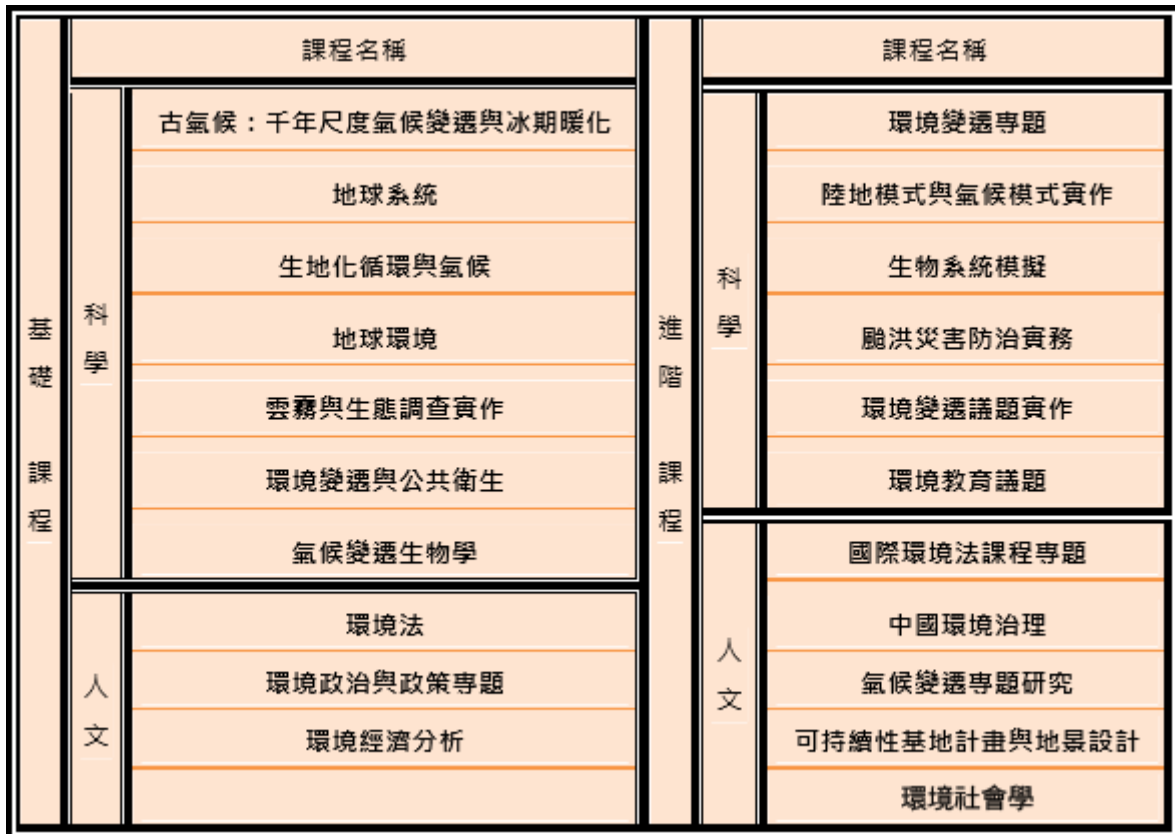 課程名稱
課程名稱
基礎課程
科學
古氣候：千年尺度氣候變遷與冰期暖化
地球系統
生地化循環與氣候
地球環境
雲霧與生態調查實作
環境變遷與公共衛生
氣候變遷生物學
人文
環境法
環境政治與政策專題
環境經濟分析
進階課程
科學
環境變遷專題
陸地模式與氣候模式實作
生物系統模擬
颱洪災害防治實務
環境變遷議題實作
環境教育議題
人文
國際環境法課程專題
中國環境治理
氣候變遷專題研究
可持續性基地計畫與地景設計
環境社會學